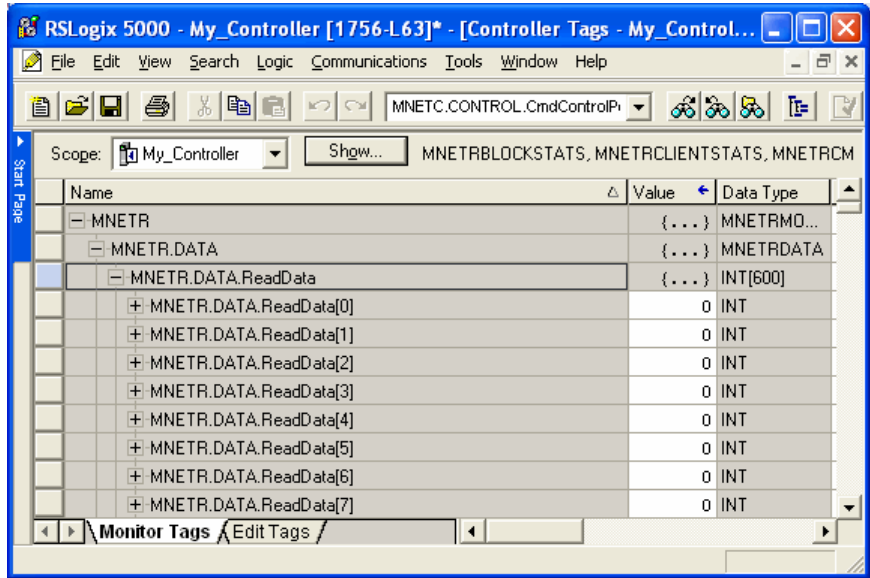 RSLogix 5000 - My_Controller [1756-L63]* - [Controller Tags - My_Control...
File Edit View Search Logic Communications Tools Window Help
MNETC.CONTROL.CmdControlP
Scope: My_Controller Show... MNETRBLOCKSTATS, MNETRCLIENTSTATS, MNETRCM
Start Page
Name Value Data Type
MNETR {...} MNETRMO...
MNETR.DATA {...} MNETRDATA
MNETR.DATA.ReadData {...} INT[600]
MNETR.DATA.ReadData[0] 0 INT
MNETR.DATA.ReadData[1] 0 INT
MNETR.DATA.ReadData[2] 0 INT
MNETR.DATA.ReadData[3] 0 INT
MNETR.DATA.ReadData[4] 0 INT
MNETR.DATA.ReadData[5] 0 INT
MNETR.DATA.ReadData[6] 0 INT
MNETR.DATA.ReadData[7] 0 INT
Monitor Tags Edit Tags